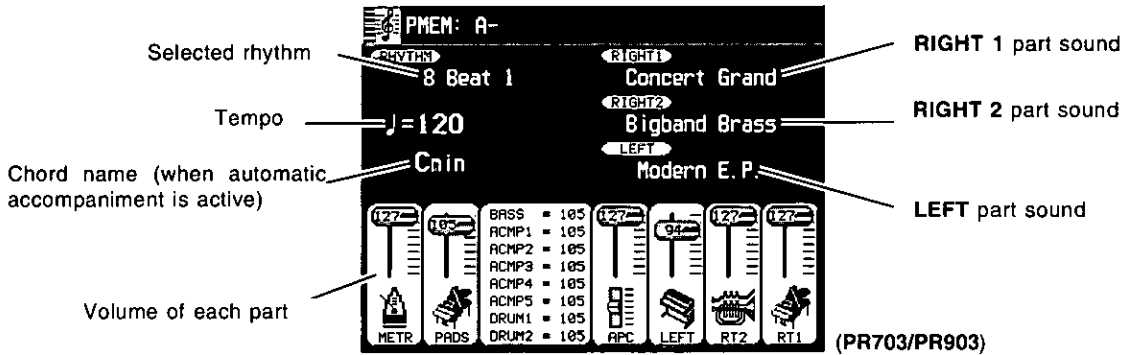 PMEM: A-
Selected rhythm
RHYTHM
8 Beat 1
Tempo
♩=120
Chord name (when automatic
accompaniment is active)
Cmin
RIGHT1
Concert Grand
RIGHT 1 part sound
RIGHT2
Bigband Brass
RIGHT 2 part sound
LEFT
Modern E.P.
LEFT part sound
Volume of each part
127
METR
105
PADS
BASS = 105
ACMP1 = 105
ACMP2 = 105
ACMP3 = 105
ACMP4 = 105
ACMP5 = 105
DRUM1 = 105
DRUM2 = 105
127
APC
94
LEFT
127
RT2
127
RT1
(PR703/PR903)